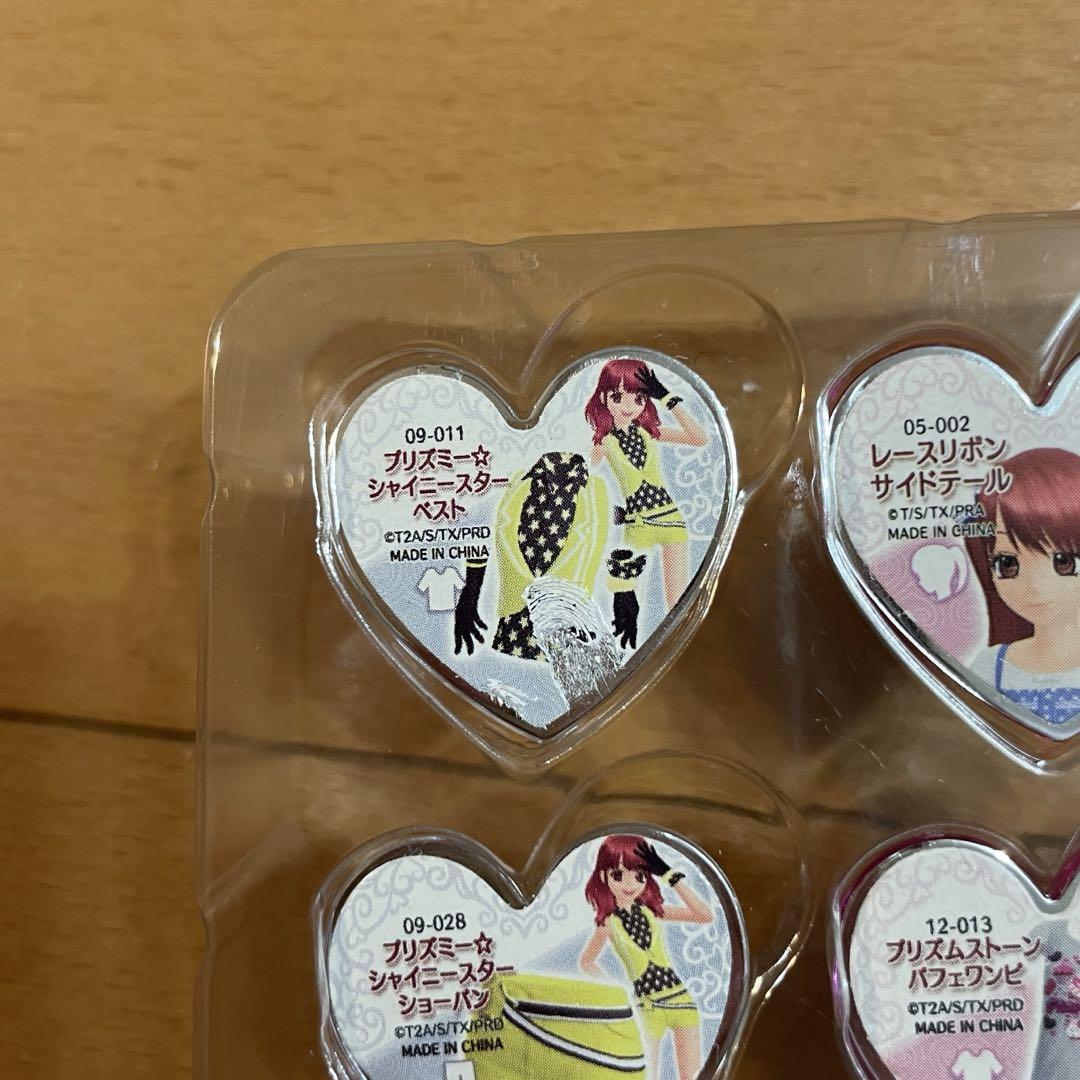 09-011
プリズミー☆
シャイニースター
ベスト
©T2A/S/TX/PRD
MADE IN CHINA
05-002
レースリボン
サイドテール
©T/S/TX/PRA
MADE IN CHINA
09-028
プリズミー☆
シャイニースター
ショーパン
©T2A/S/TX/PRD
MADE IN CHINA
12-013
プリズムストーン
パフェワンピ
©T2A/S/TX/PRD
MADE IN CHINA